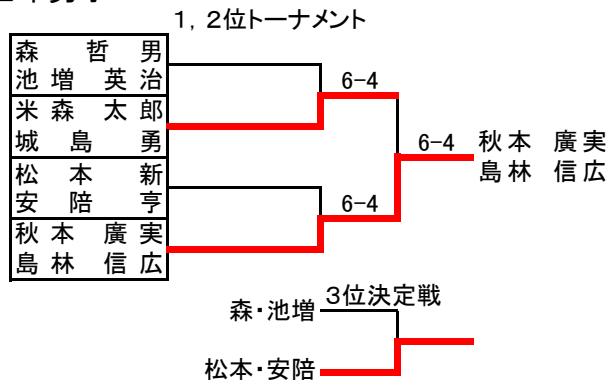 1，2位トーナメント
森 哲 男
池 増 英 治
6-4
米 森 太 郎
城 島 勇
6-4 秋本 廣実
島林 信広
松 本 新
安 陪 亨
6-4
秋 本 廣 実
島 林 信 広
3位決定戦
森・池増
松本・安陪